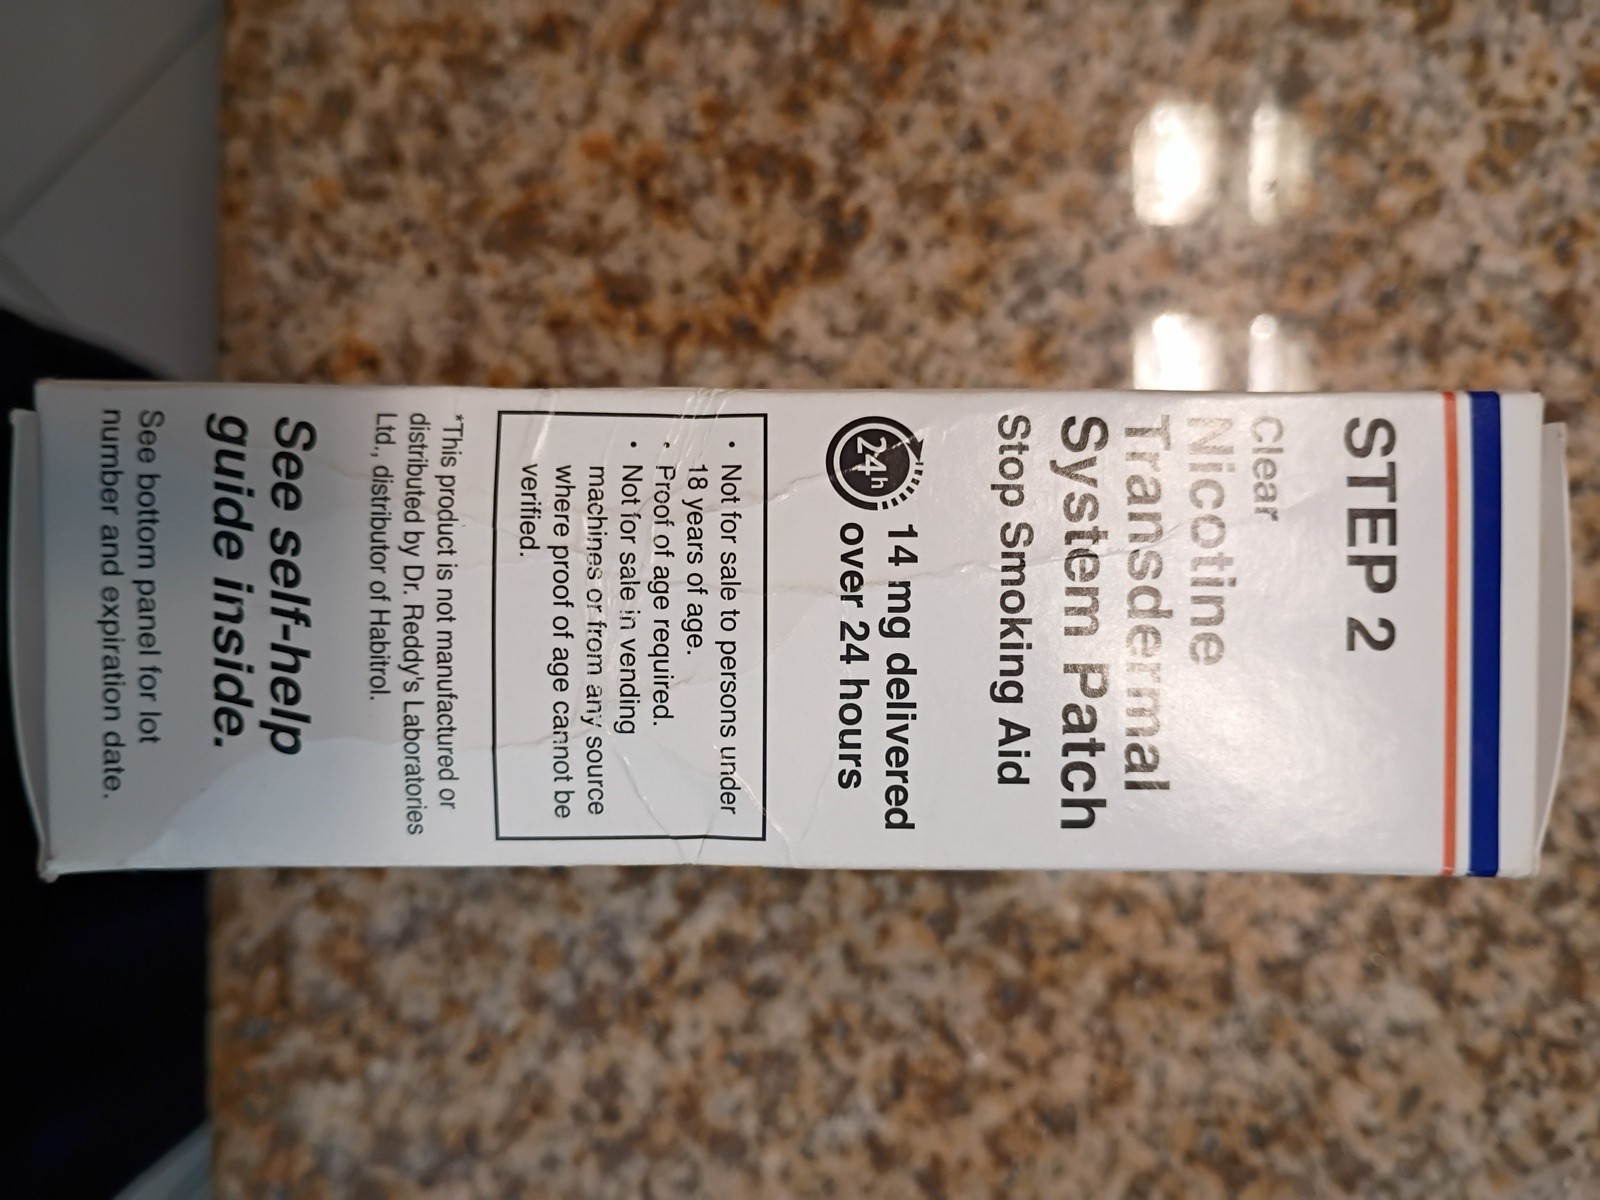 STEP 2
Clear
Nicotine
Transdermal
System Patch
Stop Smoking Aid
24h
14 mg delivered
over 24 hours
• Not for sale to persons under
18 years of age.
• Proof of age required.
• Not for sale in vending
machines or from any source
where proof of age cannot be
verified.
*This product is not manufactured or
distributed by Dr. Reddy's Laboratories
Ltd., distributor of Habitrol.
See self-help
guide inside.
See bottom panel for lot
number and expiration date.